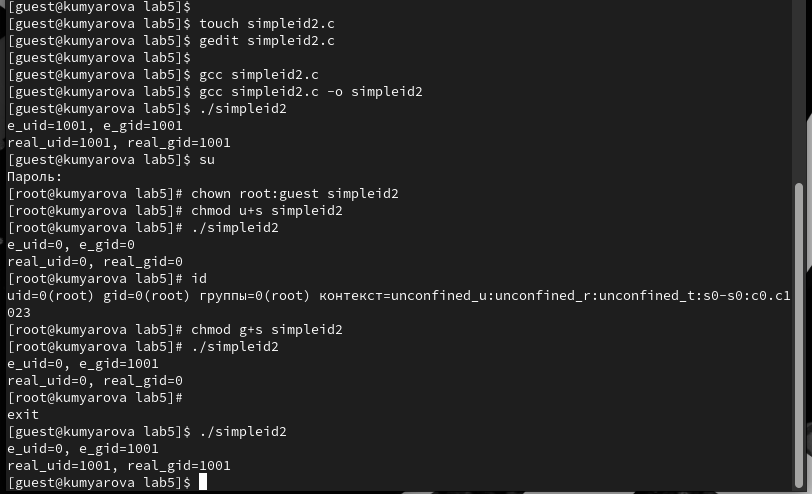 [guest@kumyarova lab5]$
[guest@kumyarova lab5]$ touch simpleid2.c
[guest@kumyarova lab5]$ gedit simpleid2.c
[guest@kumyarova lab5]$
[guest@kumyarova lab5]$ gcc simpleid2.c
[guest@kumyarova lab5]$ gcc simpleid2.c -o simpleid2
[guest@kumyarova lab5]$ ./simpleid2
e_uid=1001, e_gid=1001
real_uid=1001, real_gid=1001
[guest@kumyarova lab5]$ su
Пароль:
[root@kumyarova lab5]# chown root:guest simpleid2
[root@kumyarova lab5]# chmod u+s simpleid2
[root@kumyarova lab5]# ./simpleid2
e_uid=0, e_gid=0
real_uid=0, real_gid=0
[root@kumyarova lab5]# id
uid=0(root) gid=0(root) группы=0(root) контекст=unconfined_u:unconfined_r:unconfined_t:s0-s0:c0.c1
023
[root@kumyarova lab5]# chmod g+s simpleid2
[root@kumyarova lab5]# ./simpleid2
e_uid=0, e_gid=1001
real_uid=0, real_gid=0
[root@kumyarova lab5]#
exit
[guest@kumyarova lab5]$ ./simpleid2
e_uid=0, e_gid=1001
real_uid=1001, real_gid=1001
[guest@kumyarova lab5]$